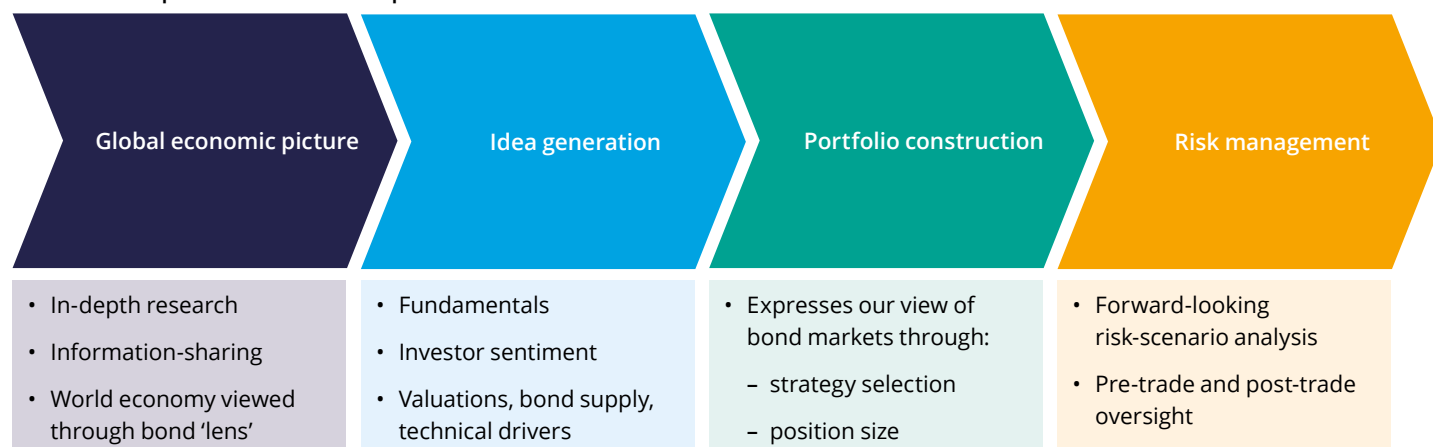 Global economic picture
Idea generation
Portfolio construction
Risk management
• In-depth research
• Information-sharing
• World economy viewed
through bond ‘lens’
• Fundamentals
• Investor sentiment
• Valuations, bond supply,
technical drivers
• Expresses our view of
bond markets through:
– strategy selection
– position size
• Forward-looking
risk-scenario analysis
• Pre-trade and post-trade
oversight